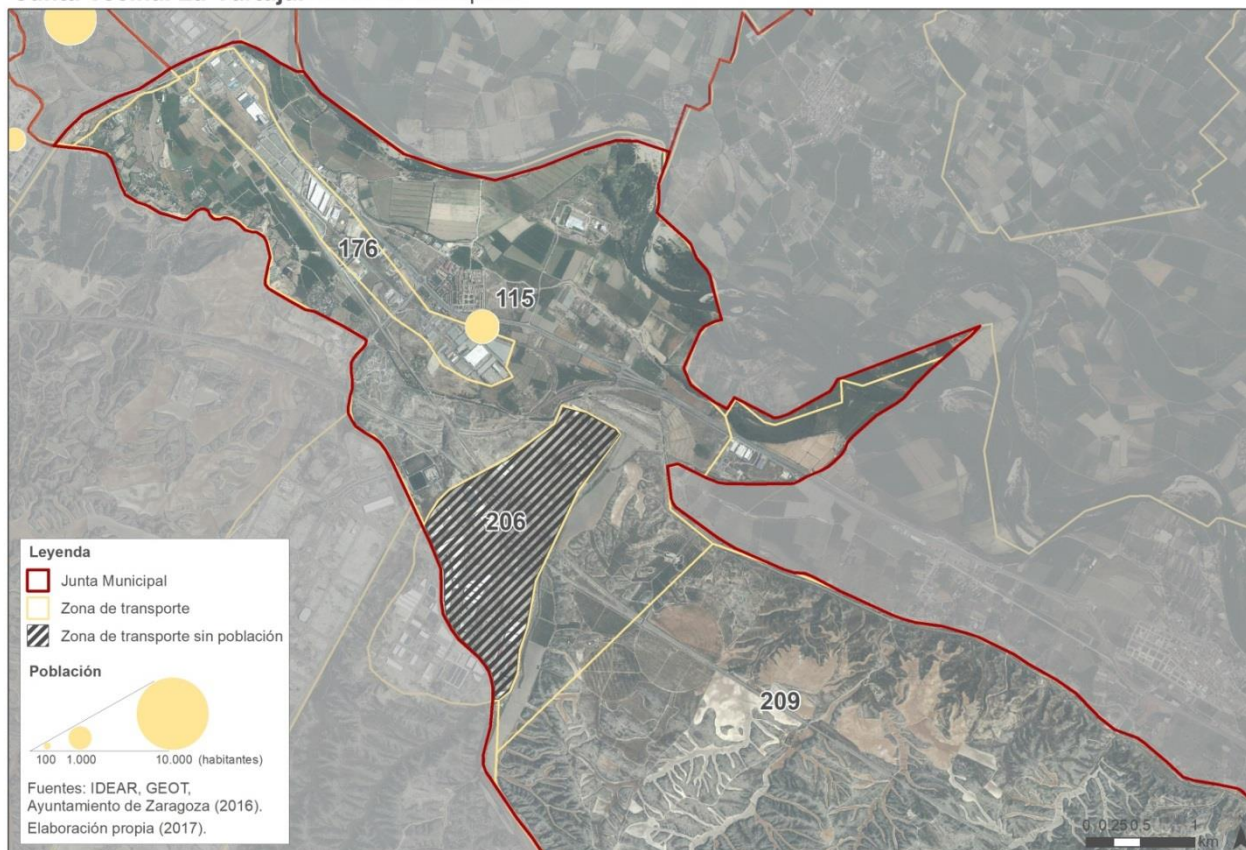 176
115
206
209
Leyenda
Junta Municipal
Zona de transporte
Zona de transporte sin población
Población
100 1.000 10.000 (habitantes)
Fuentes: IDEAR, GEOT,
Ayuntamiento de Zaragoza (2016).
Elaboración propia (2017).
0 0,25 0,5 1
km